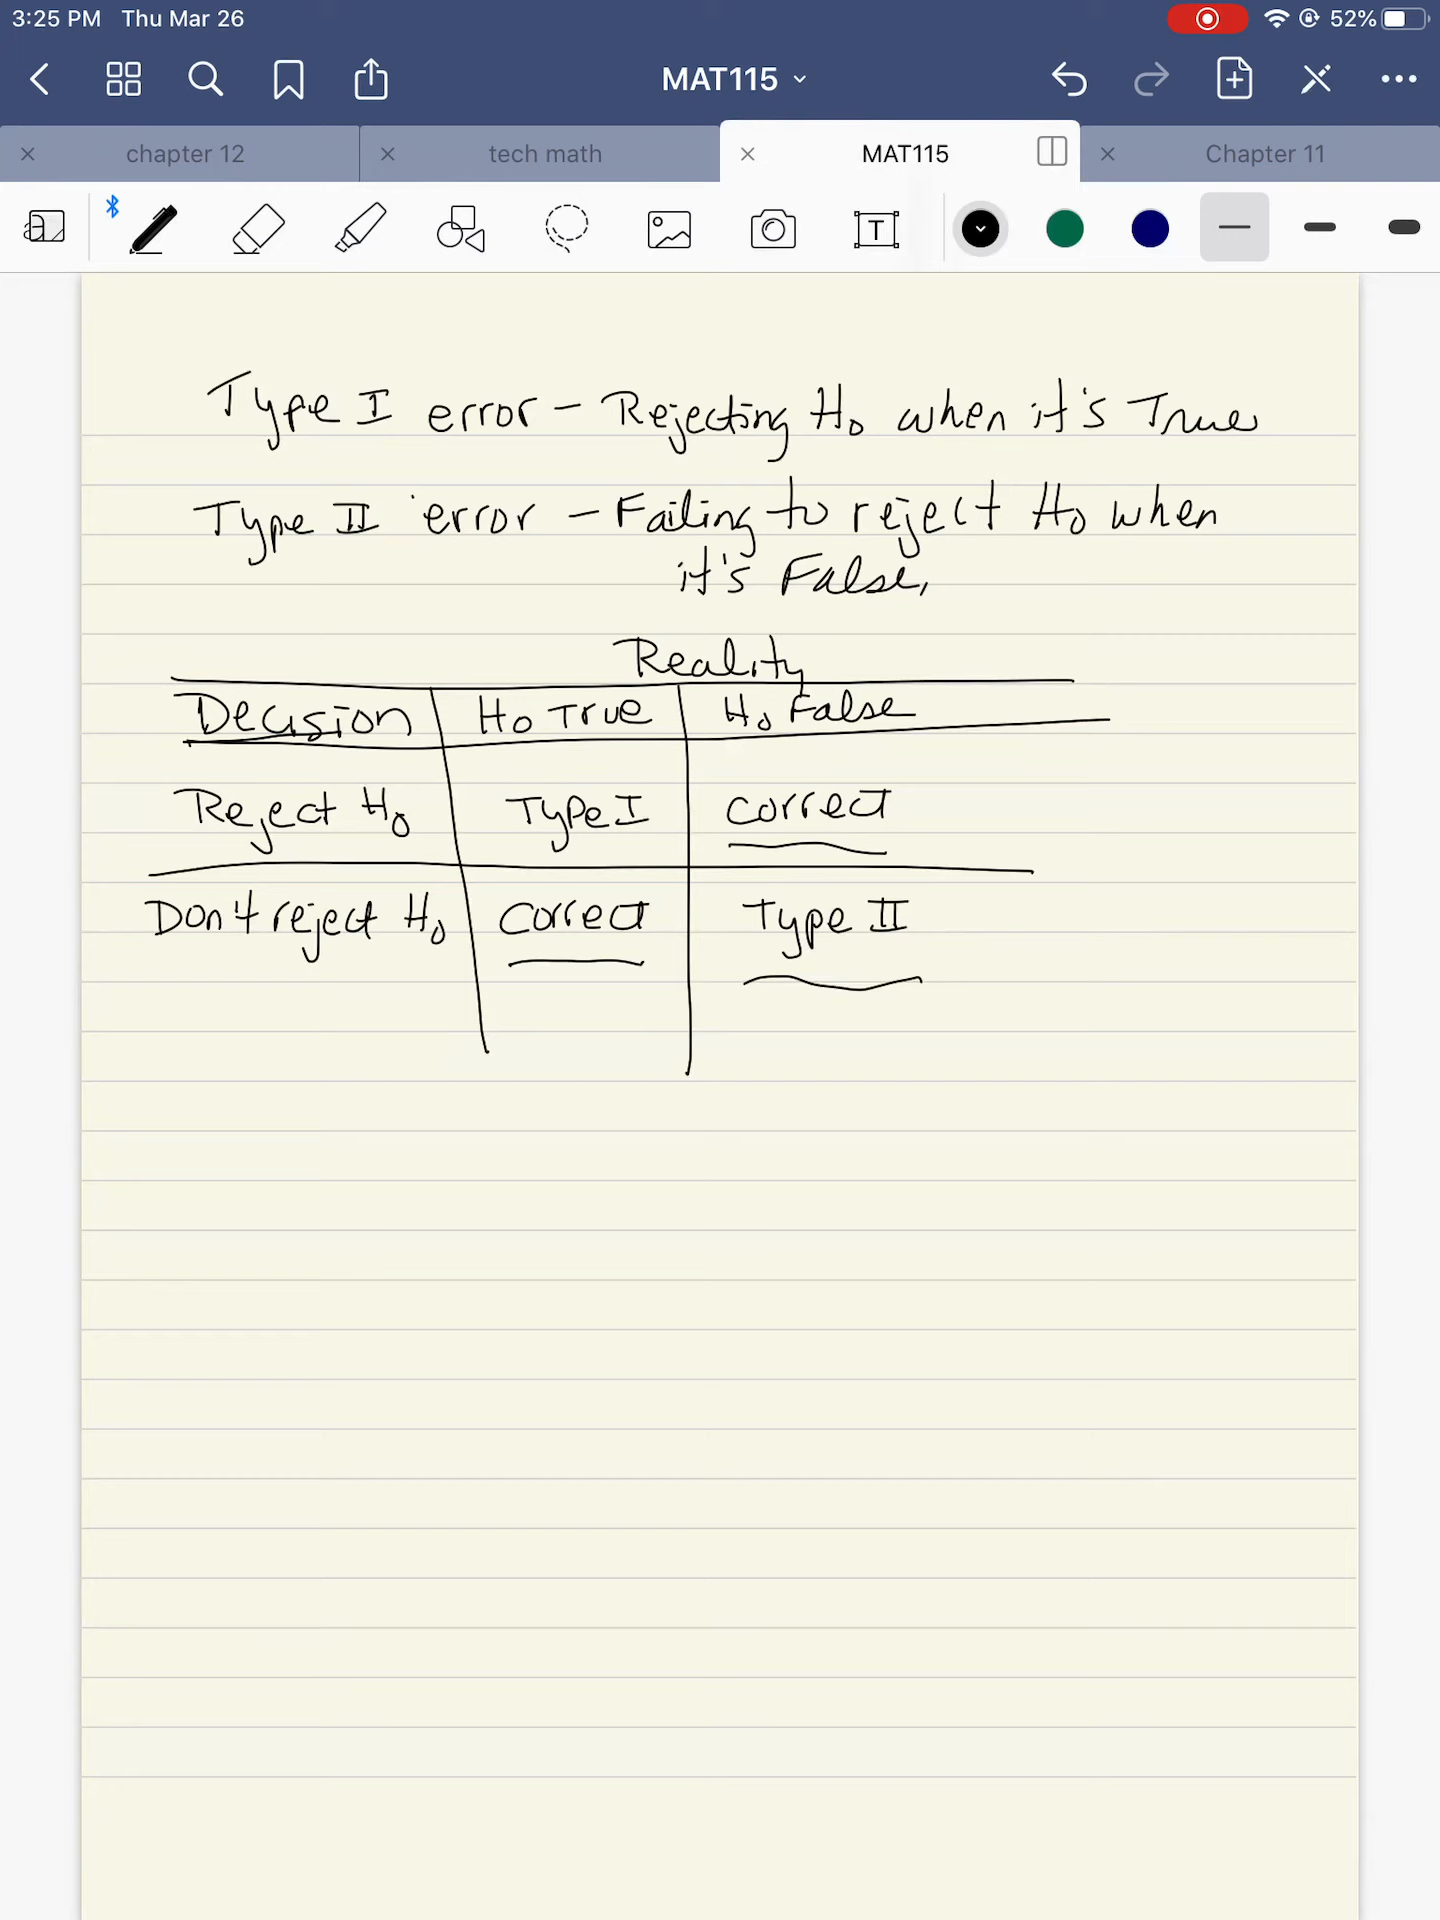 3:25 PM Thu Mar 26 52%
MAT115
chapter 12 tech math MAT115 Chapter 11
a T
Type I error - Rejecting H₀ when it's True
Type II error - Failing to reject H₀ when
it's False,
Reality
Decision H₀ True H₀ False
Reject H₀ Type I correct
Don't reject H₀ correct Type II